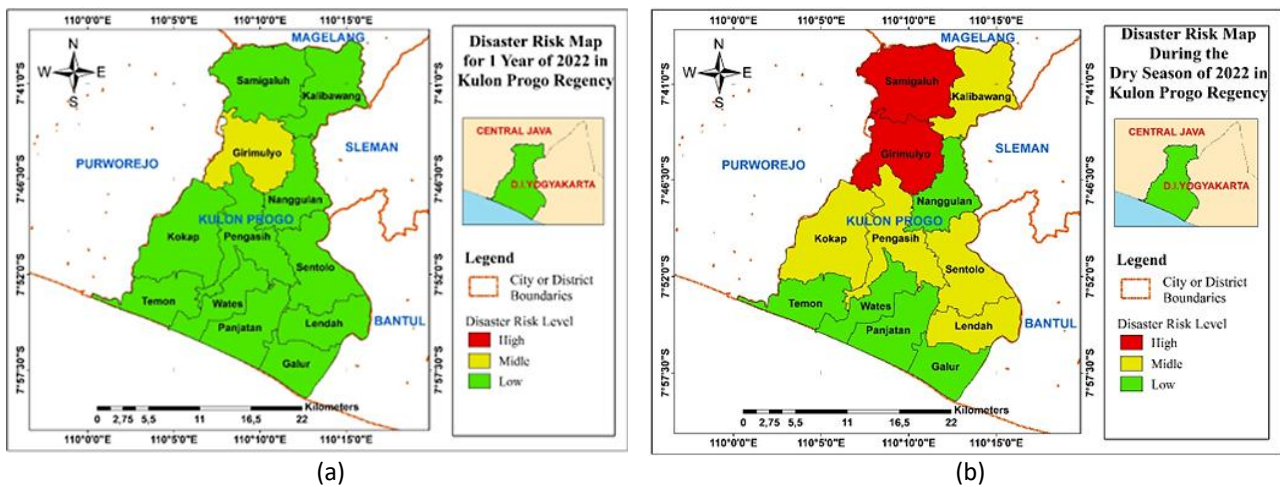 110°0'0"E 110°5'0"E 110°10'0"E 110°15'0"E
MAGELANG
N
W E
S
Samigaluh
Kalibawang
Girimulyo
SLEMAN
PURWOREJO
Nanggulan
KULON PROGO
Kokap
Pengasih
Sentolo
Temon
Wates
Panjatan
Lendah
BANTUL
Galur
Kilometers
0 2,75 5,5 11 16,5 22
7°41'0"S
7°46'30"S
7°52'0"S
7°57'30"S
7°41'0"S
7°46'30"S
7°52'0"S
7°57'30"S
110°0'0"E 110°5'0"E 110°10'0"E 110°15'0"E
Disaster Risk Map
for 1 Year of 2022 in
Kulon Progo Regency
CENTRAL JAVA
D.I.YOGYAKARTA
Legend
City or District
Boundaries
Disaster Risk Level
High
Midle
Low
(a)
110°0'0"E 110°5'0"E 110°10'0"E 110°15'0"E
MAGELANG
N
W E
S
Samigaluh
Kalibawang
Girimulyo
SLEMAN
PURWOREJO
Nanggulan
KULON PROGO
Kokap
Pengasih
Sentolo
Temon
Wates
Panjatan
Lendah
BANTUL
Galur
Kilometers
0 2,75 5,5 11 16,5 22
7°41'0"S
7°46'30"S
7°52'0"S
7°57'30"S
7°41'0"S
7°46'30"S
7°52'0"S
7°57'30"S
110°0'0"E 110°5'0"E 110°10'0"E 110°15'0"E
Disaster Risk Map
During the
Dry Season of 2022 in
Kulon Progo Regency
CENTRAL JAVA
D.I.YOGYAKARTA
Legend
City or District
Boundaries
Disaster Risk Level
High
Midle
Low
(b)